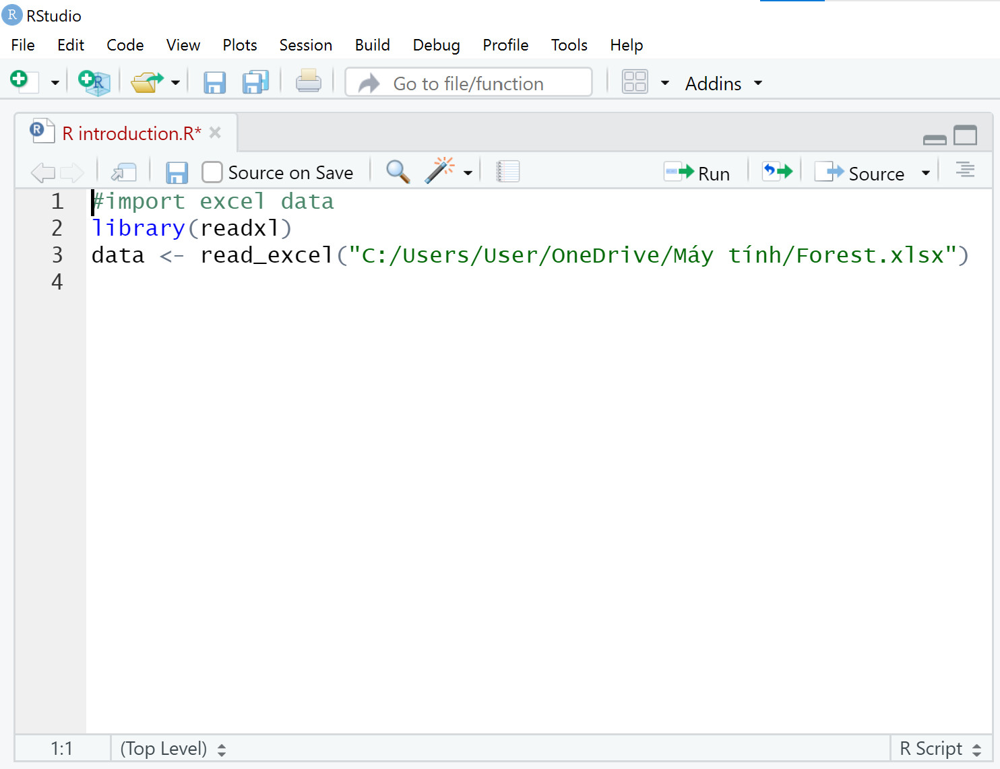 RStudio
File Edit Code View Plots Session Build Debug Profile Tools Help
Go to file/function Addins
R introduction.R*
Source on Save Run Source
1 #import excel data
2 library(readxl)
3 data <- read_excel("C:/Users/User/OneDrive/Máy tính/Forest.xlsx")
4
1:1 (Top Level) R Script